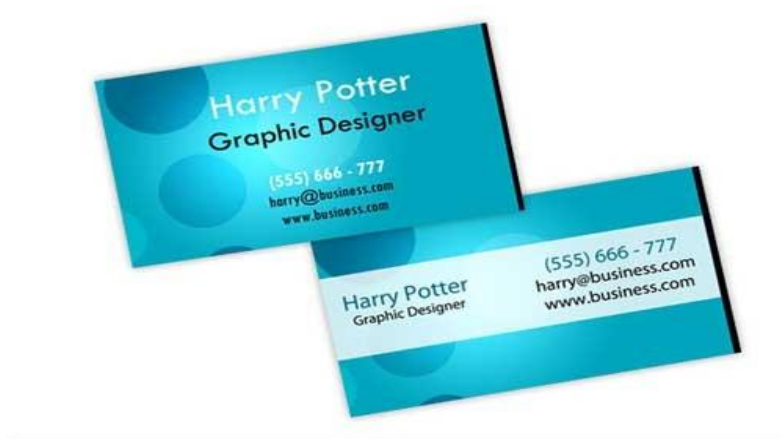 Harry Potter
Graphic Designer
(555) 666 - 777
harry@business.com
www.business.com
Harry Potter
Graphic Designer
(555) 666 - 777
harry@business.com
www.business.com